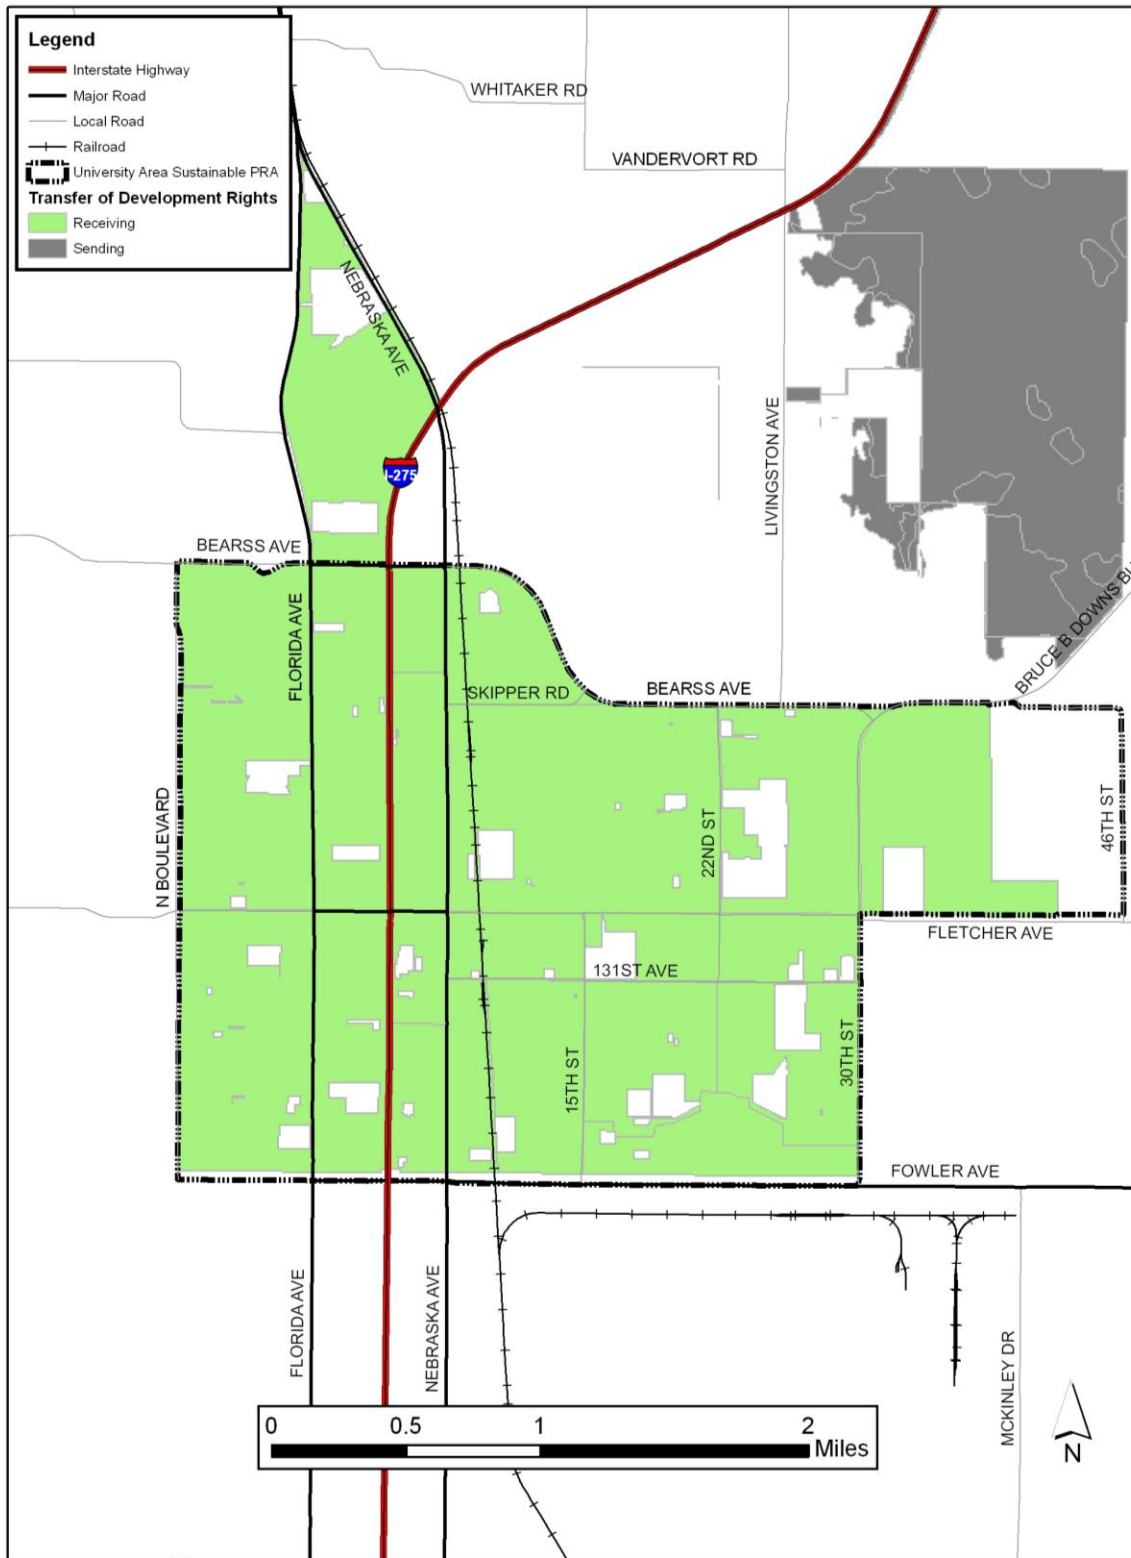 Legend
Interstate Highway
Major Road
Local Road
Railroad
University Area Sustainable PRA
Transfer of Development Rights
Receiving
Sending
WHITAKER RD
VANDERVORT RD
NEBRASKA AVE
LIVINGSTON AVE
I-275
BEARSS AVE
FLORIDA AVE
BRUCE B DOWNS BL
SKIPPER RD
BEARSS AVE
N BOULEVARD
22ND ST
46TH ST
FLETCHER AVE
131ST AVE
15TH ST
30TH ST
FOWLER AVE
FLORIDA AVE
NEBRASKA AVE
MCKINLEY DR
0 0.5 1 2
Miles
N